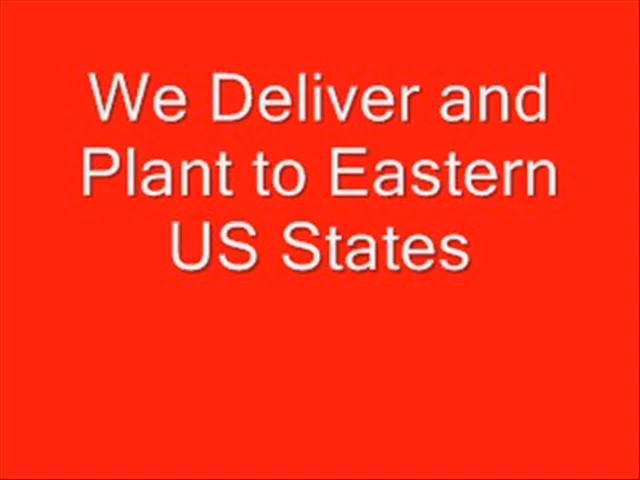 We Deliver and
Plant to Eastern
US States